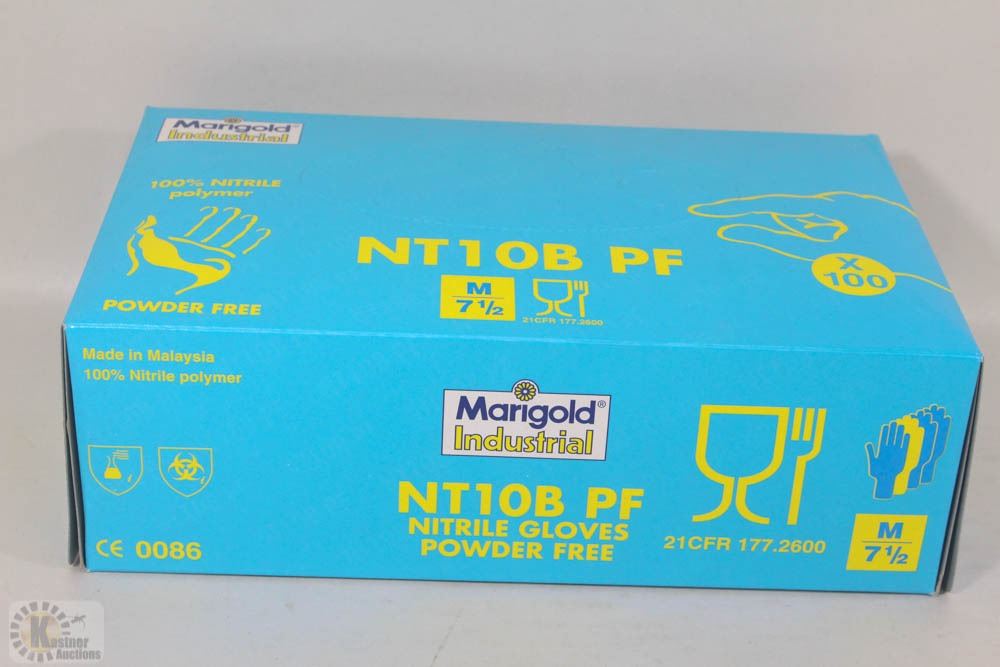 Marigold®
Industrial
100% NITRILE
polymer
POWDER FREE
NT10B PF
M
7 1/2
21CFR 177.2600
X
100
Made in Malaysia
100% Nitrile polymer
i
i
CE 0086
Marigold®
Industrial
NT10B PF
NITRILE GLOVES
POWDER FREE
21CFR 177.2600
M
7 1/2
Kastner
Auctions